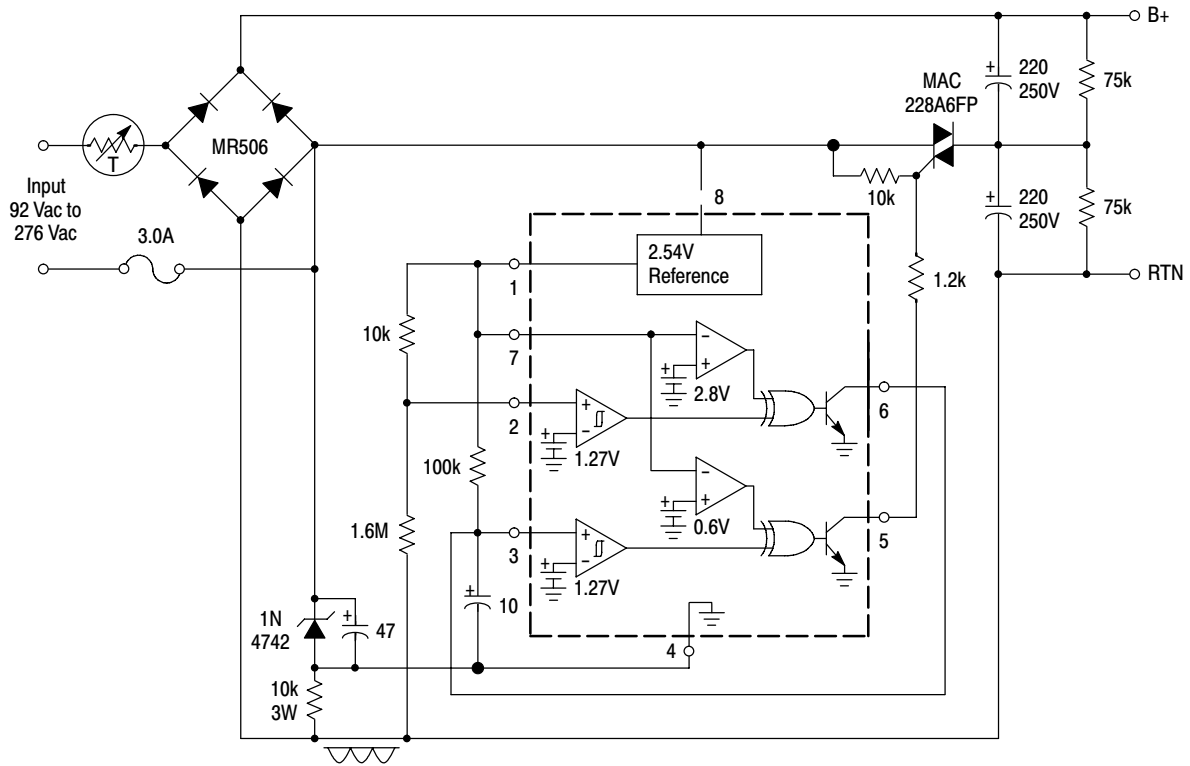 B+
220
250V
75k
MAC
228A6FP
T
MR506
Input
92 Vac to
276 Vac
3.0A
10k
8
220
250V
75k
2.54V
Reference
1.2k
RTN
1
10k
7
-
+
+
2.8V
6
2
+
-
+
1.27V
100k
-
+
+
0.6V
5
1.6M
3
+
-
+
1.27V
+
10
1N
4742
+
47
4
10k
3W
+
+